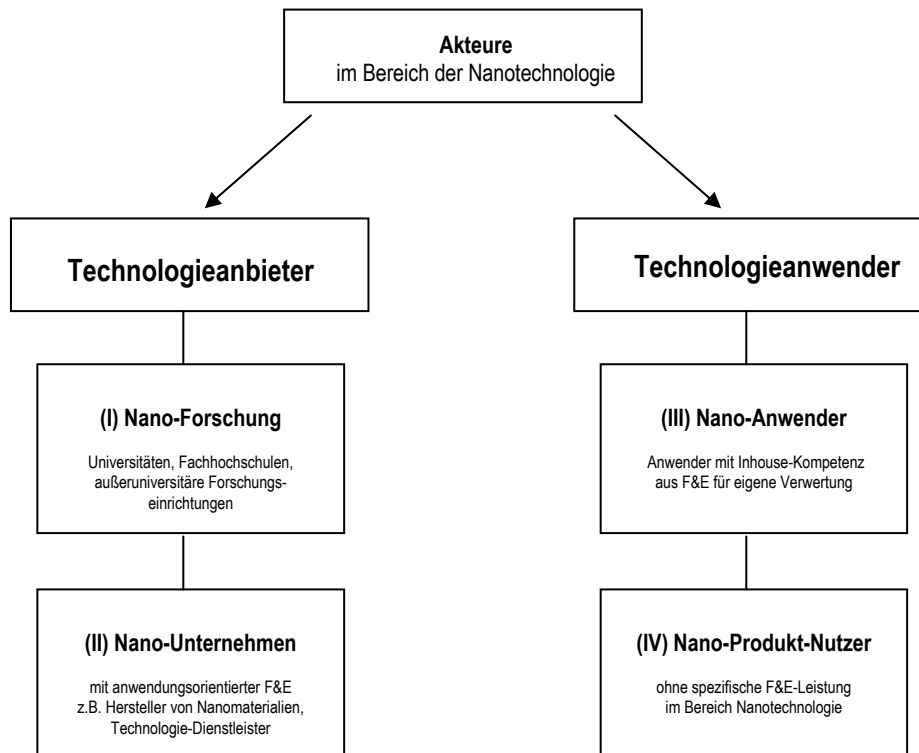 Akteure
im Bereich der Nanotechnologie
Technologieanbieter
Technologieanwender
(I) Nano-Forschung
Universitäten, Fachhochschulen,
außeruniversitäre Forschungs-
einrichtungen
(III) Nano-Anwender
Anwender mit Inhouse-Kompetenz
aus F&E für eigene Verwertung
(II) Nano-Unternehmen
mit anwendungsorientierter F&E
z.B. Hersteller von Nanomaterialien,
Technologie-Dienstleister
(IV) Nano-Produkt-Nutzer
ohne spezifische F&E-Leistung
im Bereich Nanotechnologie